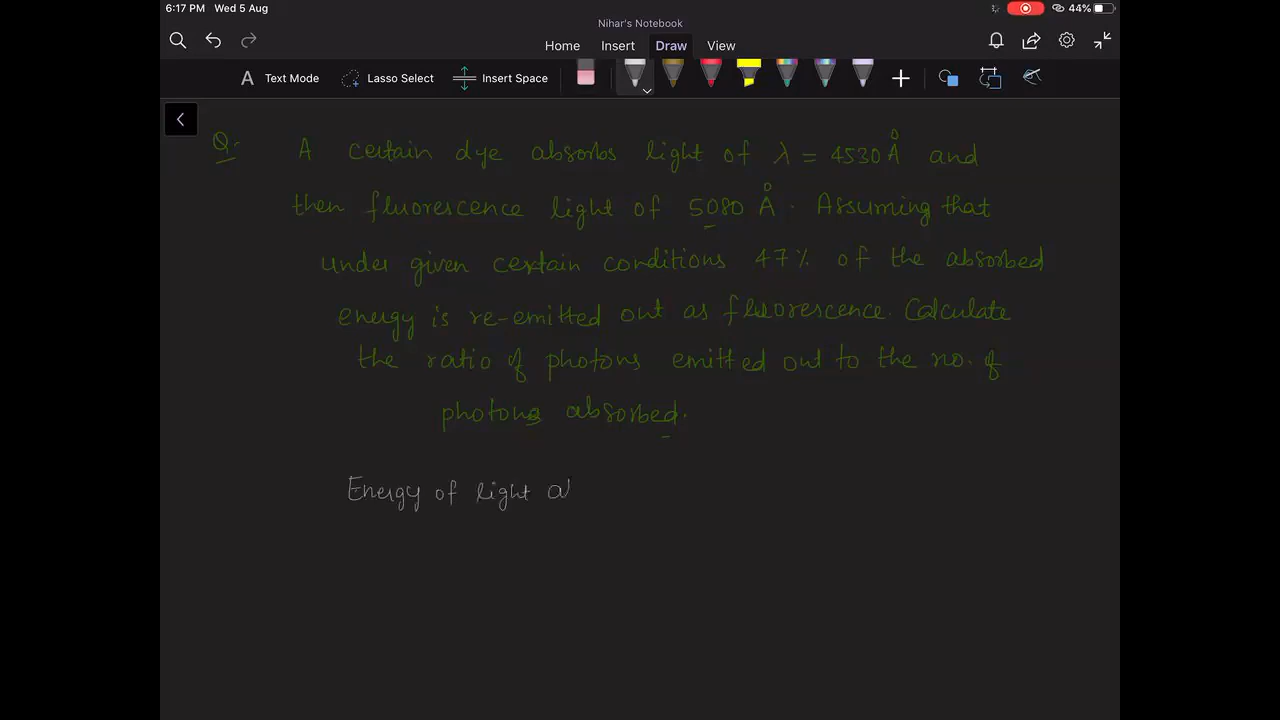 6:17 PM Wed 5 Aug
44%
Nihar's Notebook
Home Insert Draw View
A Text Mode Lasso Select Insert Space
Q. A certain dye absorbs light of λ = 4530 Å and
then fluorescence light of 5080 Å. Assuming that
under given certain conditions 47% of the absorbed
energy is re-emitted out as fluorescence. Calculate
the ratio of photons emitted out to the no. of
photons absorbed.
Energy of light a